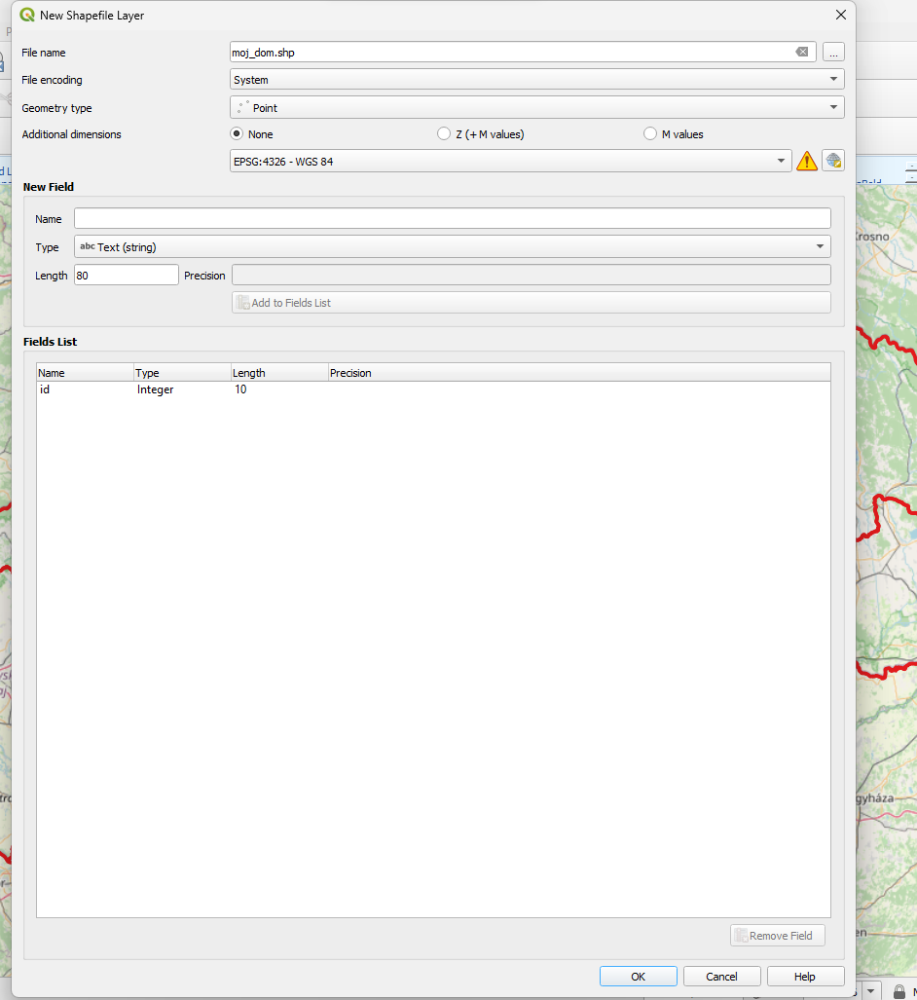 New Shapefile Layer
File name
moj_dom.shp
...
File encoding
System
Geometry type
Point
Additional dimensions
None
Z (+ M values)
M values
EPSG:4326 - WGS 84
New Field
Name
Type
abc Text (string)
Length
80
Precision
Add to Fields List
Fields List
Name Type Length Precision
id Integer 10
Remove Field
OK
Cancel
Help
Krosno
gyháza